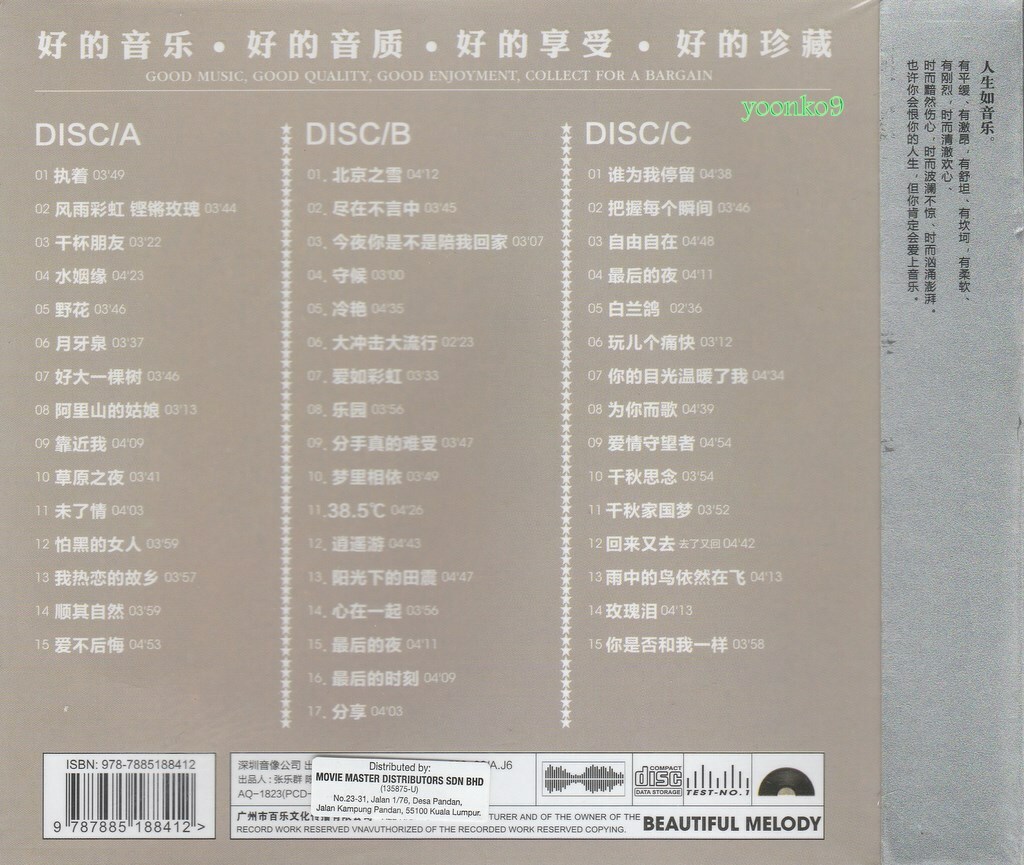 好的音乐 • 好的音质 • 好的享受 • 好的珍藏
GOOD MUSIC, GOOD QUALITY, GOOD ENJOYMENT, COLLECT FOR A BARGAIN
yoonko9
DISC/A
01 执着 03'49
02 风雨彩虹 铿锵玫瑰 03'44
03 干杯朋友 03'22
04 水姻缘 04'23
05 野花 03'46
06 月牙泉 03'37
07 好大一棵树 03'46
08 阿里山的姑娘 03'13
09 靠近我 04'09
10 草原之夜 03'41
11 未了情 04'03
12 怕黑的女人 03'59
13 我热恋的故乡 03'57
14 顺其自然 03'59
15 爱不后悔 04'53
DISC/B
01. 北京之雪 04'12
02. 尽在不言中 03'45
03. 今夜你是不是陪我回家 03'07
04. 守候 03'00
05. 冷艳 04'35
06. 大冲击大流行 02'23
07. 爱如彩虹 03'33
08. 乐园 03'56
09. 分手真的难受 03'47
10. 梦里相依 03'49
11.38.5℃ 04'26
12. 逍遥游 04'43
13. 阳光下的田震 04'47
14. 心在一起 03'56
15. 最后的夜 04'11
16. 最后的时刻 04'09
17. 分享 04'03
DISC/C
01 谁为我停留 04'38
02 把握每个瞬间 03'46
03 自由自在 04'48
04 最后的夜 04'11
05 白兰鸽 02'36
06 玩儿个痛快 03'12
07 你的目光温暖了我 04'34
08 为你而歌 04'39
09 爱情守望者 04'54
10 千秋思念 03'54
11 千秋家国梦 03'52
12 回来又去 去了又回 04'42
13 雨中的鸟依然在飞 04'13
14 玫瑰泪 04'13
15 你是否和我一样 03'58
人生如音乐。
有平缓、有激昂，有舒坦、有坎坷，有柔软、
有刚烈，时而清澈欢心、
时而黯然伤心，时而波澜不惊、时而汹涌澎湃。
也许你会恨你的人生，但你肯定会爱上音乐。
ISBN: 978-7885188412
9 787885 188412 >
深圳音像公司 出
/A.J6
出品人：张乐群
AQ-1823(PCD-
广州市百乐文化传播有限公司
TURER AND OF THE OWNER OF THE
RECORD WORK RESERVED VNAVUTHORIZED OF THE RECORDED WORK RESERVED COPYING.
Distributed by:
MOVIE MASTER DISTRIBUTORS SDN BHD
(135875-U)
No.23-31, Jalan 1/76, Desa Pandan,
Jalan Kampung Pandan, 55100 Kuala Lumpur.
COMPACT
disc
DATA STORAGE
TEST-NO.1
BEAUTIFUL MELODY